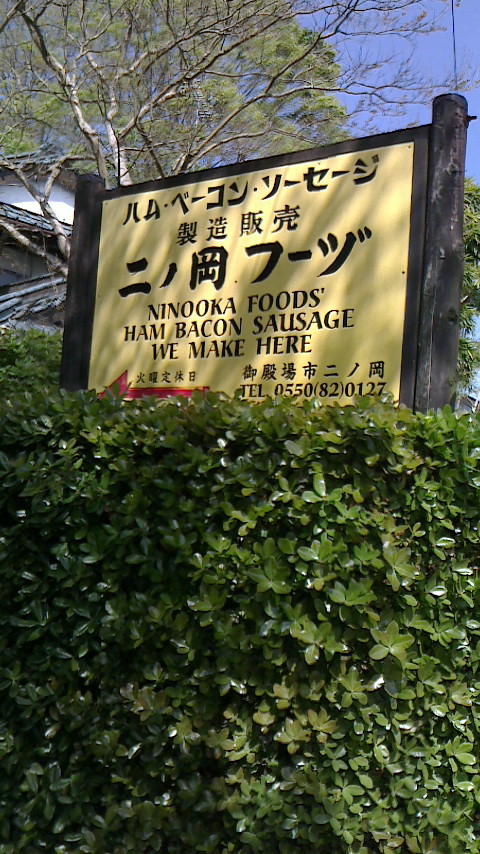 ハム・ベーコン・ソーセージ
製造販売
二ノ岡フーヅ
NINOOKA FOODS'
HAM BACON SAUSAGE
WE MAKE HERE
火曜定休日
御殿場市二ノ岡
TEL 0550(82)0127